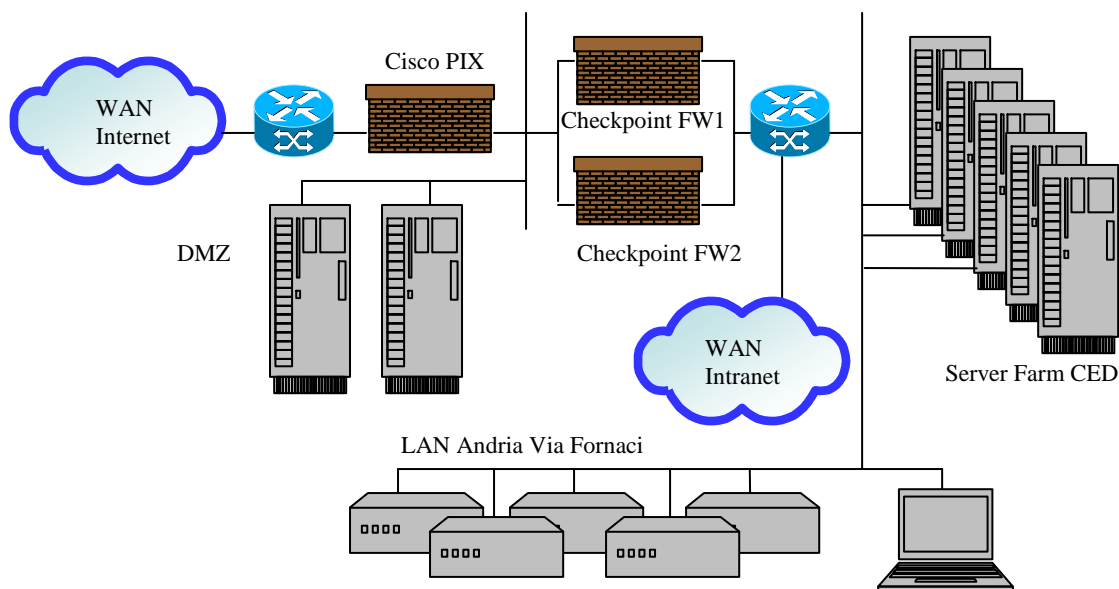 Cisco PIX
WAN
Internet
Checkpoint FW1
DMZ
Checkpoint FW2
WAN
Intranet
Server Farm CED
LAN Andria Via Fornaci